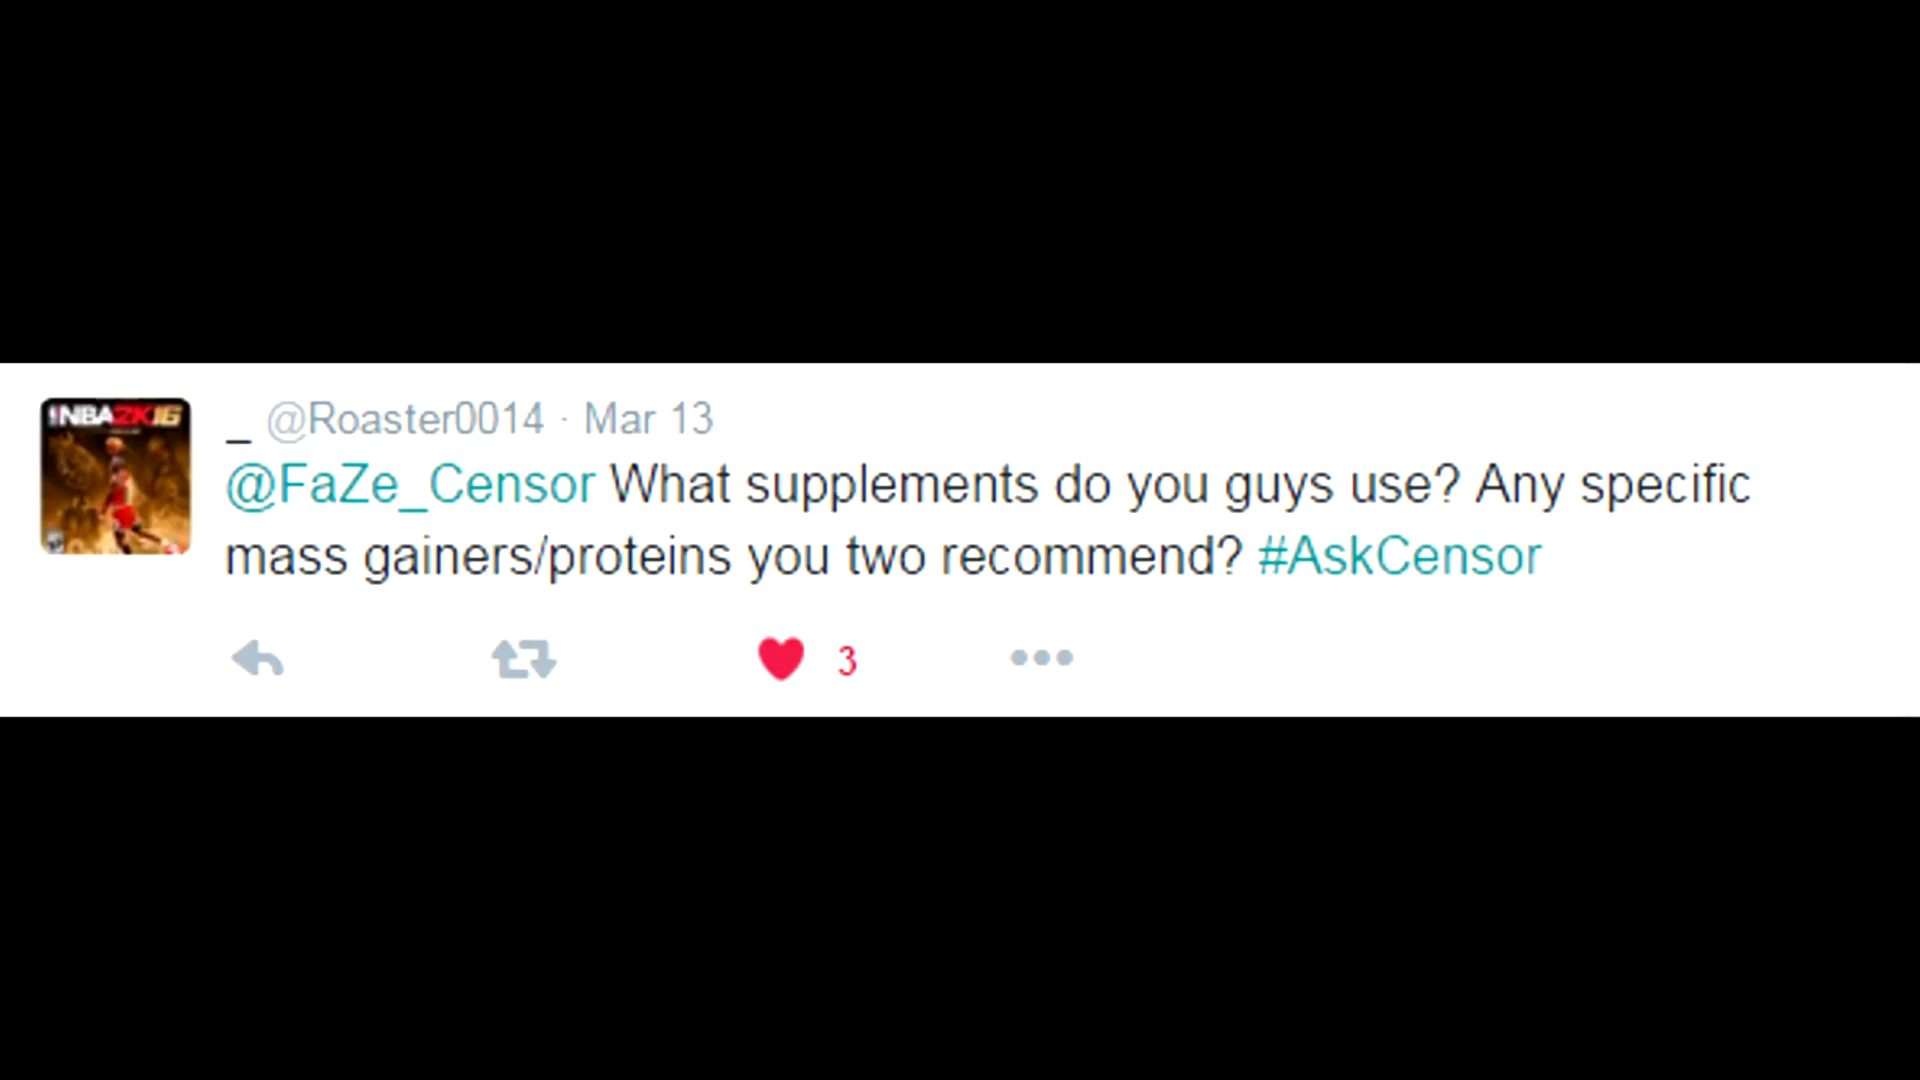 NBA2K16
_ @Roaster0014 · Mar 13
@FaZe_Censor What supplements do you guys use? Any specific
mass gainers/proteins you two recommend? #AskCensor
3